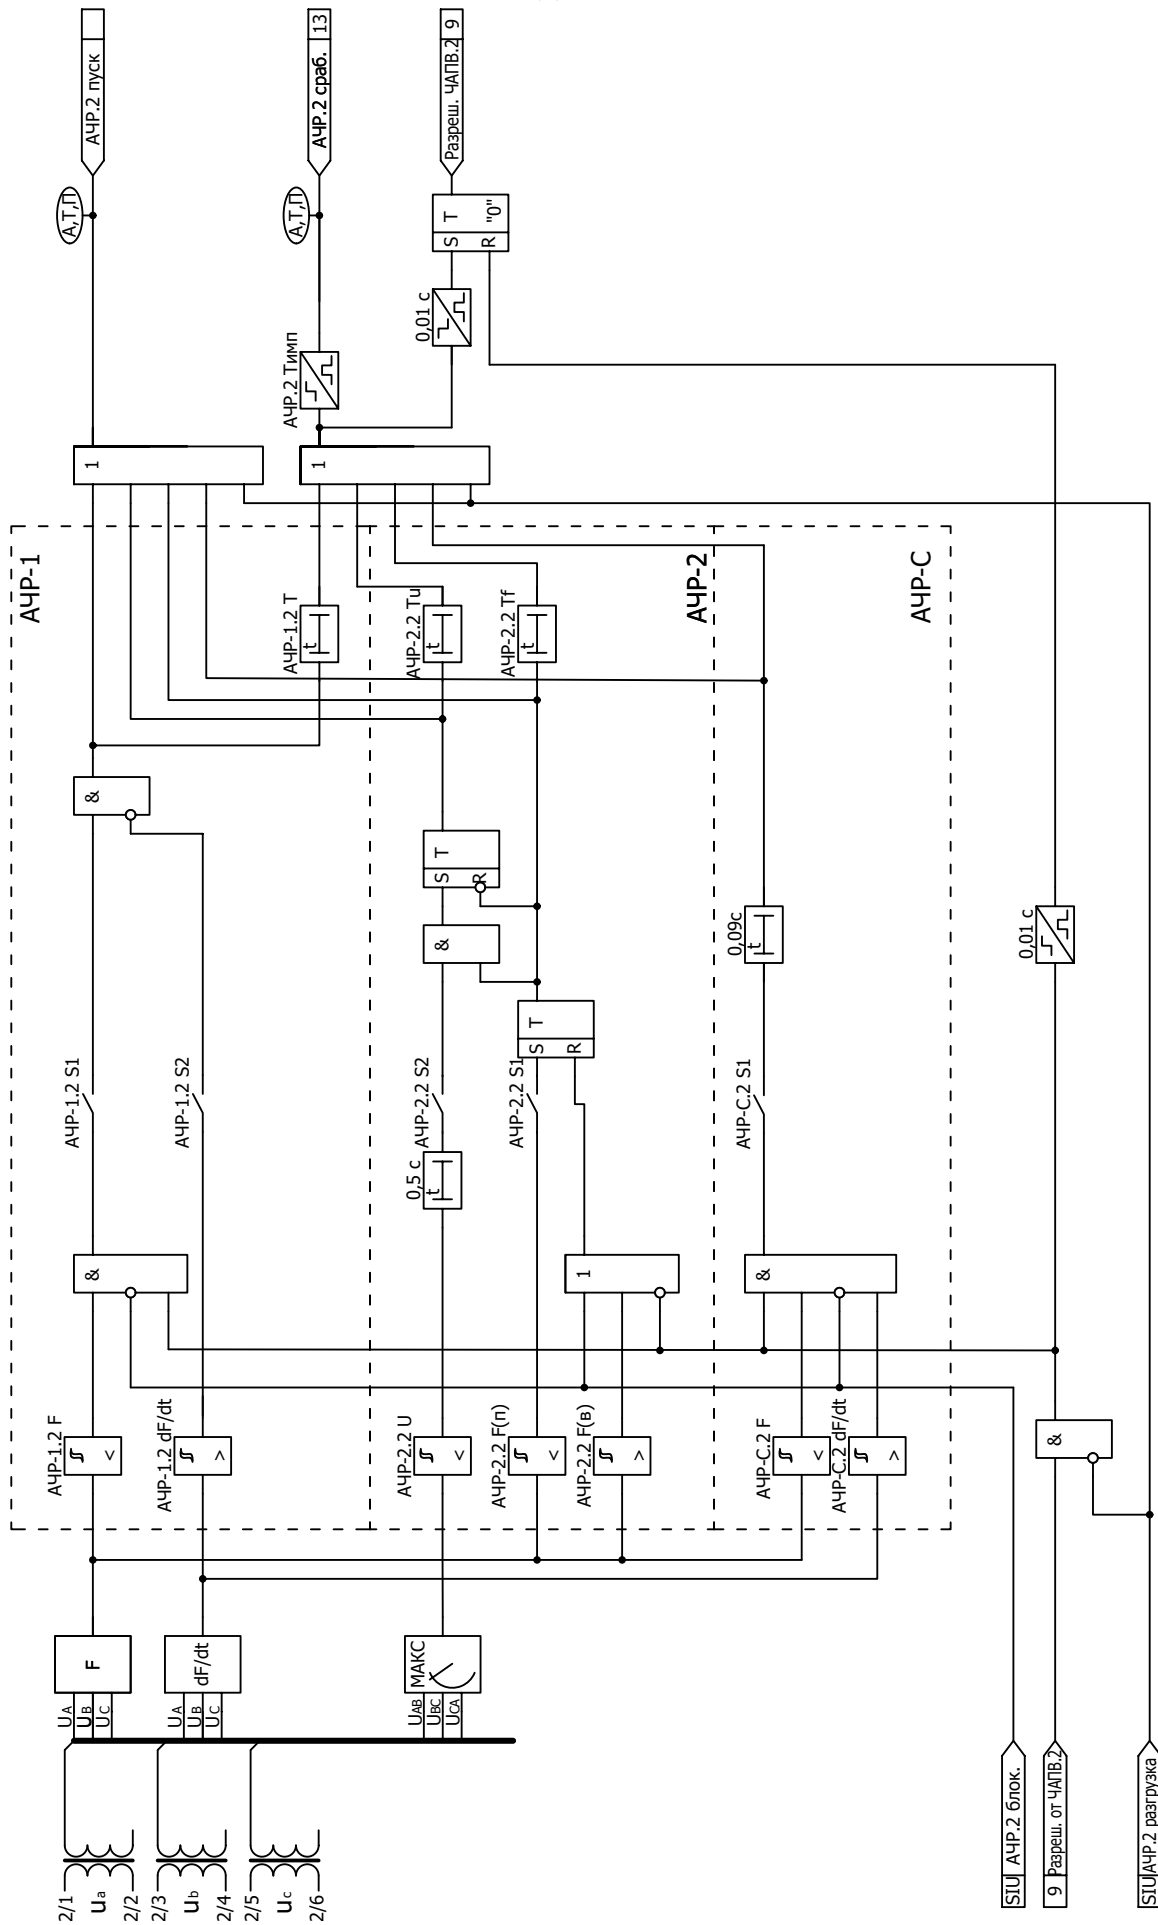 АЧР.2 пуск
АЧР.2 сраб. 13
Разреш. ЧАПВ.2 9
А,Т,П
А,Т,П
S T
R "0"
0,01 с
АЧР.2 Тимп
1
1
АЧР-1
АЧР-2
АЧР-С
АЧР-1.2 T
t
АЧР-2.2 Tu
t
АЧР-2.2 Tf
t
&
S T
R
&
0,09с
t
0,01 с
S T
R
АЧР-1.2 S1
АЧР-1.2 S2
АЧР-2.2 S2
АЧР-2.2 S1
АЧР-С.2 S1
0,5 с
t
&
1
&
АЧР-1.2 F
<
АЧР-1.2 dF/dt
>
АЧР-2.2 U
<
АЧР-2.2 F(п)
<
АЧР-2.2 F(в)
>
АЧР-С.2 F
<
АЧР-С.2 dF/dt
>
&
F
dF/dt
МАКС
UA
UB
UC
UA
UB
UC
UAB
UBC
UCA
2/1
ua
2/2
2/3
ub
2/4
2/5
uc
2/6
SIU АЧР.2 блок.
9 Разреш. от ЧАПВ.2
SIU АЧР.2 разгрузка